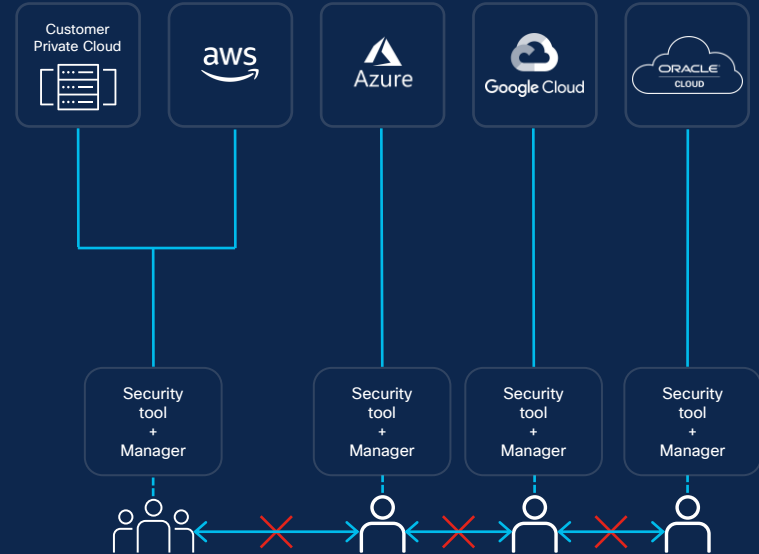 Customer
Private Cloud
aws
Azure
Google Cloud
ORACLE
CLOUD
Security
tool
+
Manager
Security
tool
+
Manager
Security
tool
+
Manager
Security
tool
+
Manager